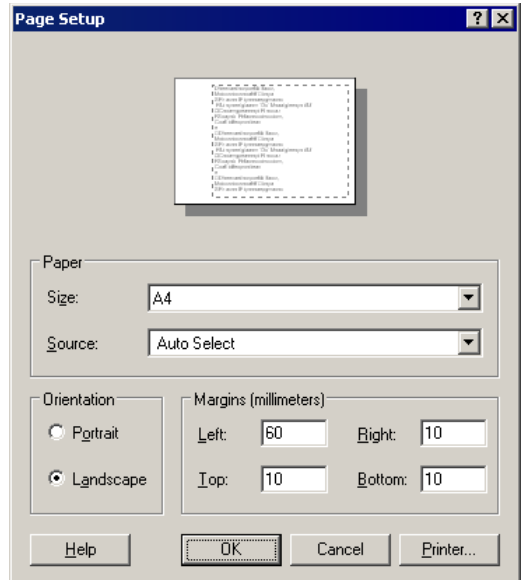 Page Setup
Paper
Size: A4
Source: Auto Select
Orientation
Portrait
Landscape
Margins (millimeters)
Left: 60 Right: 10
Top: 10 Bottom: 10
Help OK Cancel Printer...